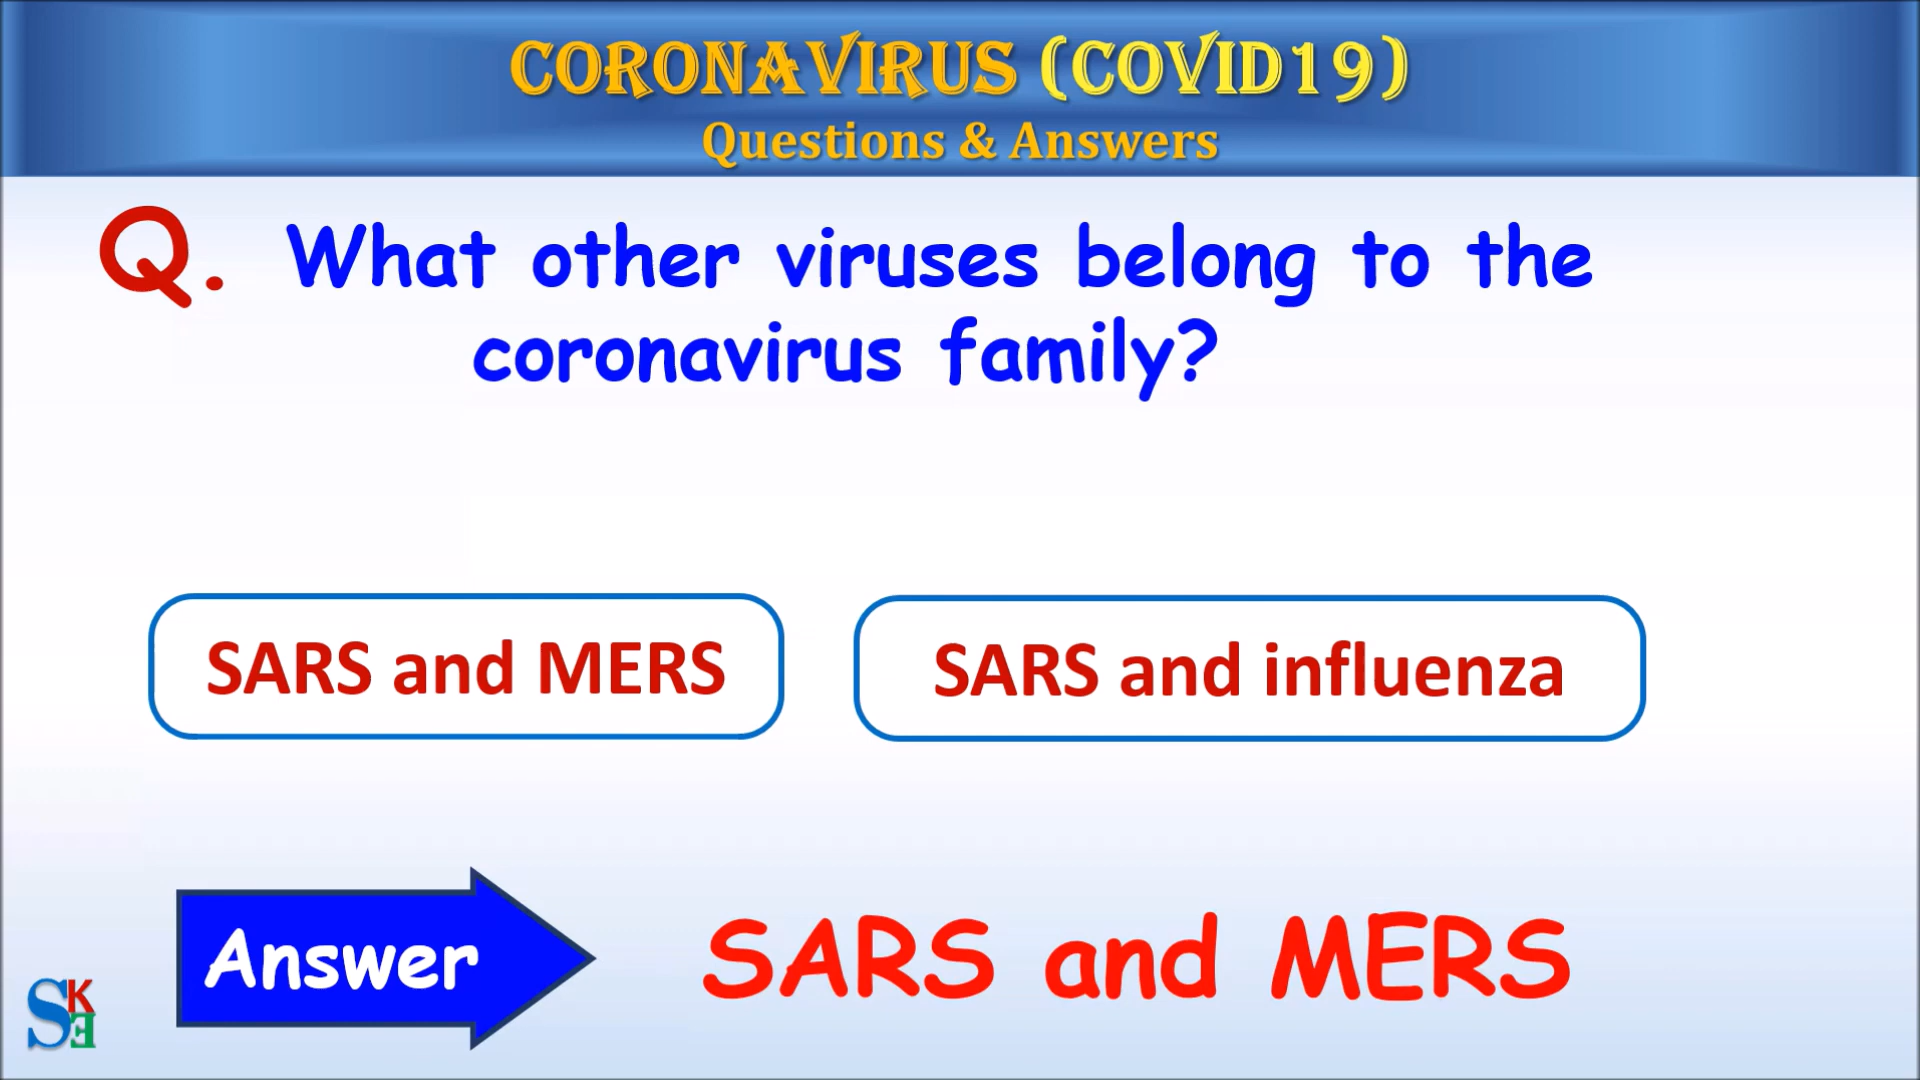 CORONAVIRUS (COVID19)
Questions & Answers
Q. What other viruses belong to the
coronavirus family?
SARS and MERS
SARS and influenza
Answer
SARS and MERS
SKE